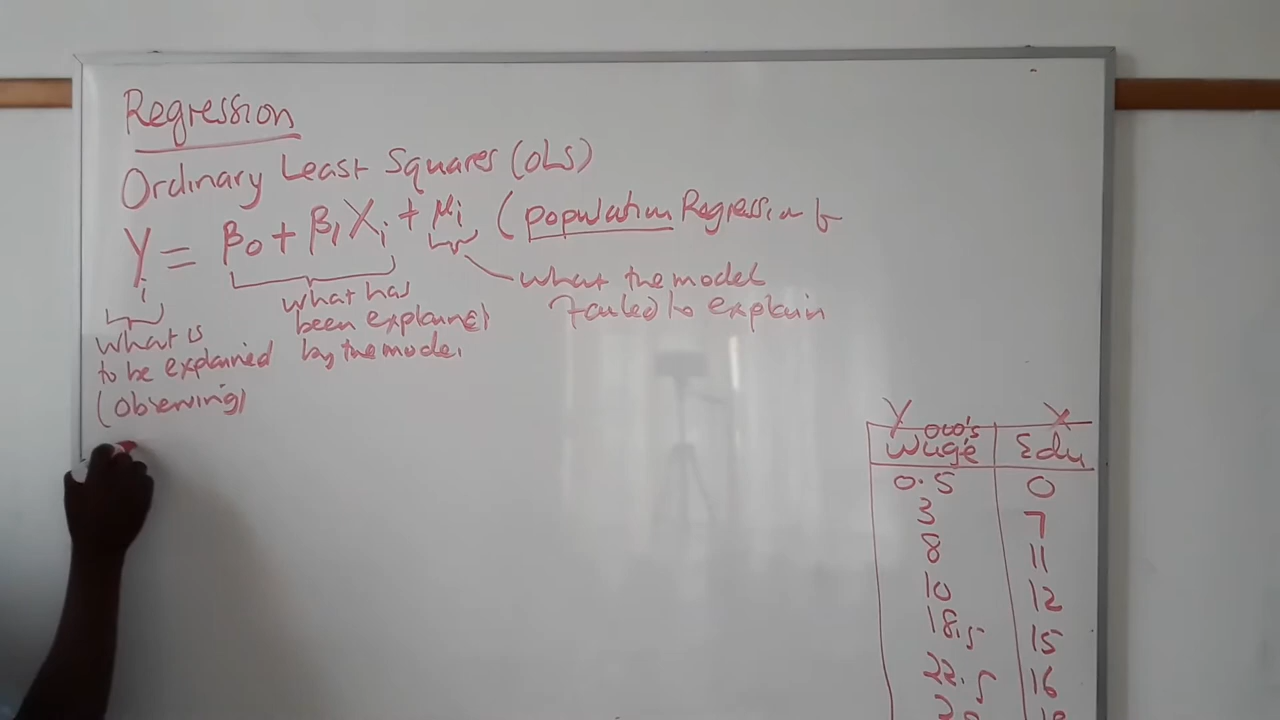 Regression
Ordinary Least Squares (OLS)
Yi = β0 + β1Xi + μi (population Regression f
what is
to be explained
(Observing)
what has
been explained
by the model
what the model
failed to explain
Y 000's X
Wage Edu
0.5 0
3 7
8 11
10 12
18.5 15
22.5 16